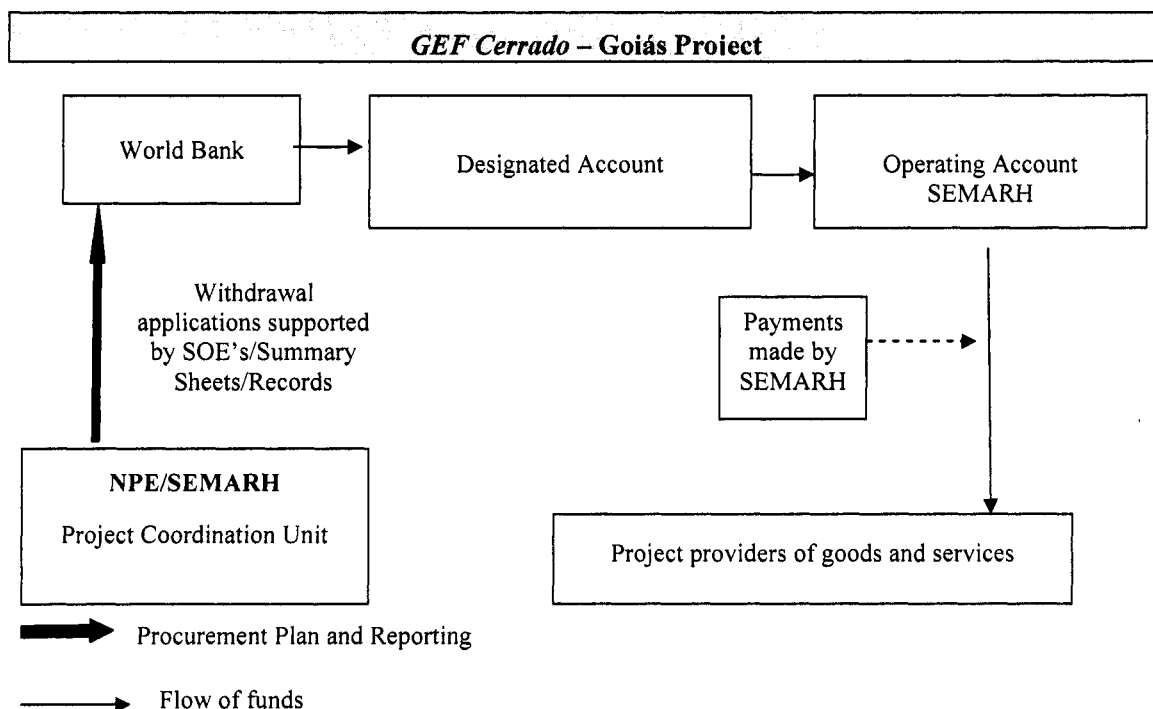 GEF Cerrado – Goiás Project
World Bank
Designated Account
Operating Account
SEMARH
Withdrawal
applications supported
by SOE's/Summary
Sheets/Records
Payments
made by
SEMARH
NPE/SEMARH
Project Coordination Unit
Project providers of goods and services
Procurement Plan and Reporting
Flow of funds